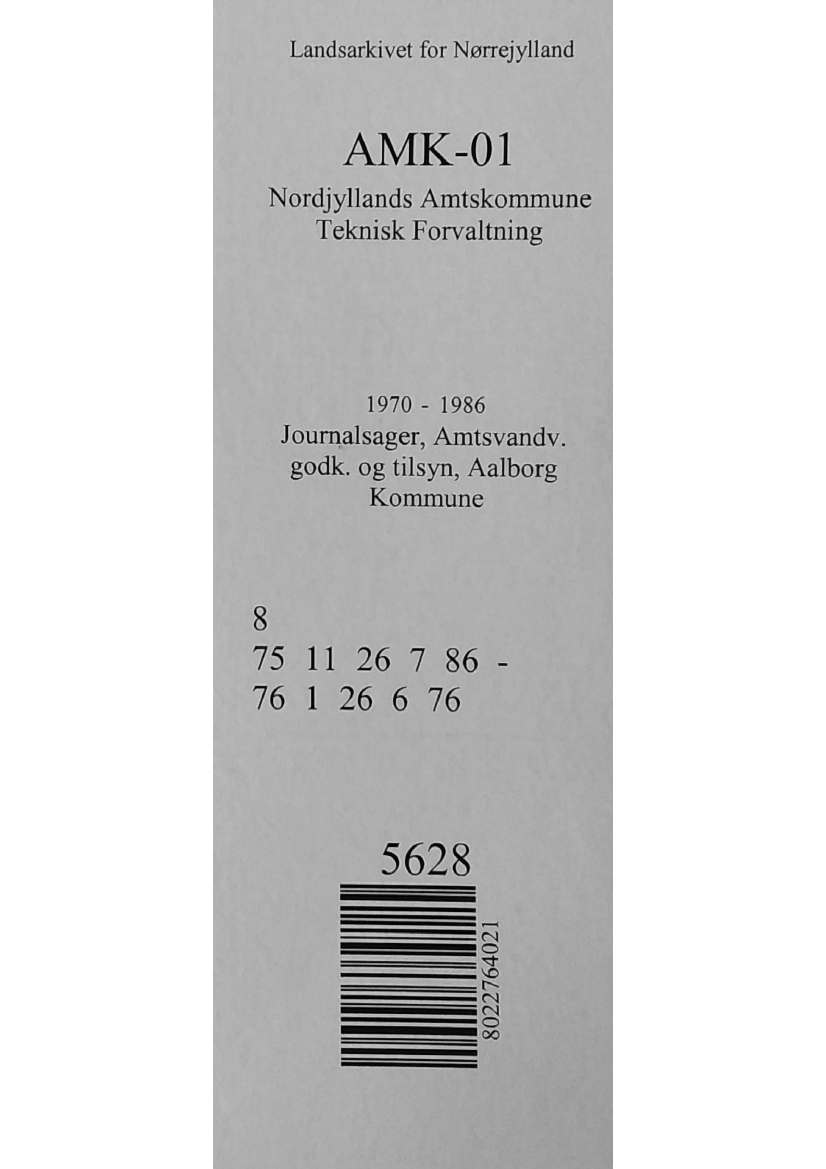 Landsarkivet for Nørrejylland
AMK-01
Nordjyllands Amtskommune
Teknisk Forvaltning
1970 - 1986
Journalsager, Amtsvandv.
godk. og tilsyn, Aalborg
Kommune
8
75 11 26 7 86 -
76 1 26 6 76
5628
8022764021